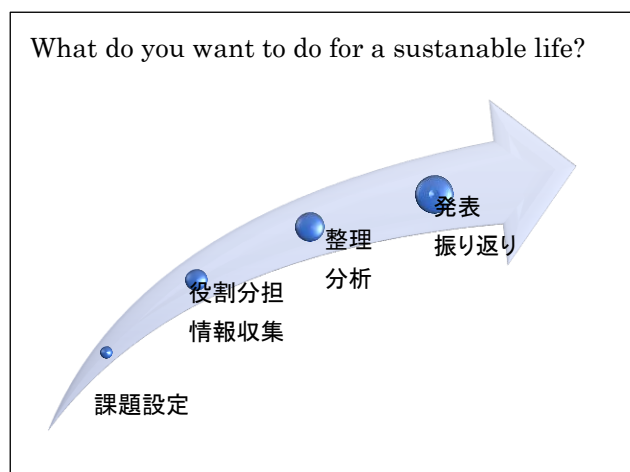 What do you want to do for a sustanable life?
課題設定
役割分担
情報収集
整理
分析
発表
振り返り